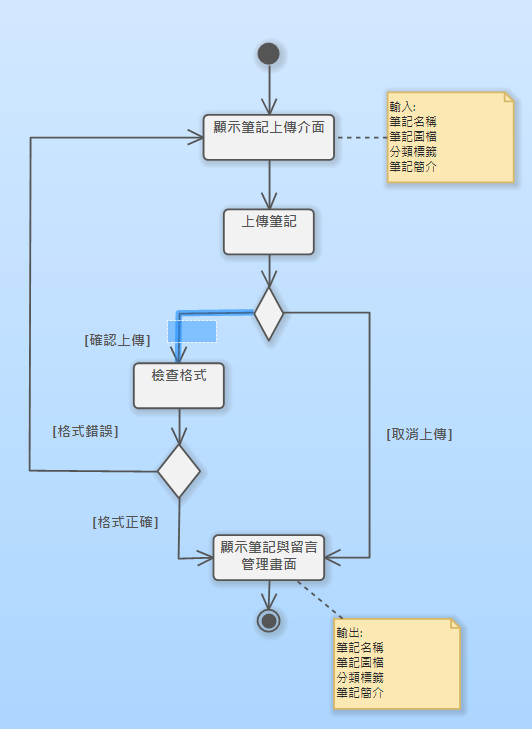 顯示筆記上傳介面
輸入:
筆記名稱
筆記圖檔
分類標籤
筆記簡介
上傳筆記
[確認上傳]
檢查格式
[格式錯誤]
[取消上傳]
[格式正確]
顯示筆記與留言
管理畫面
輸出:
筆記名稱
筆記圖檔
分類標籤
筆記簡介